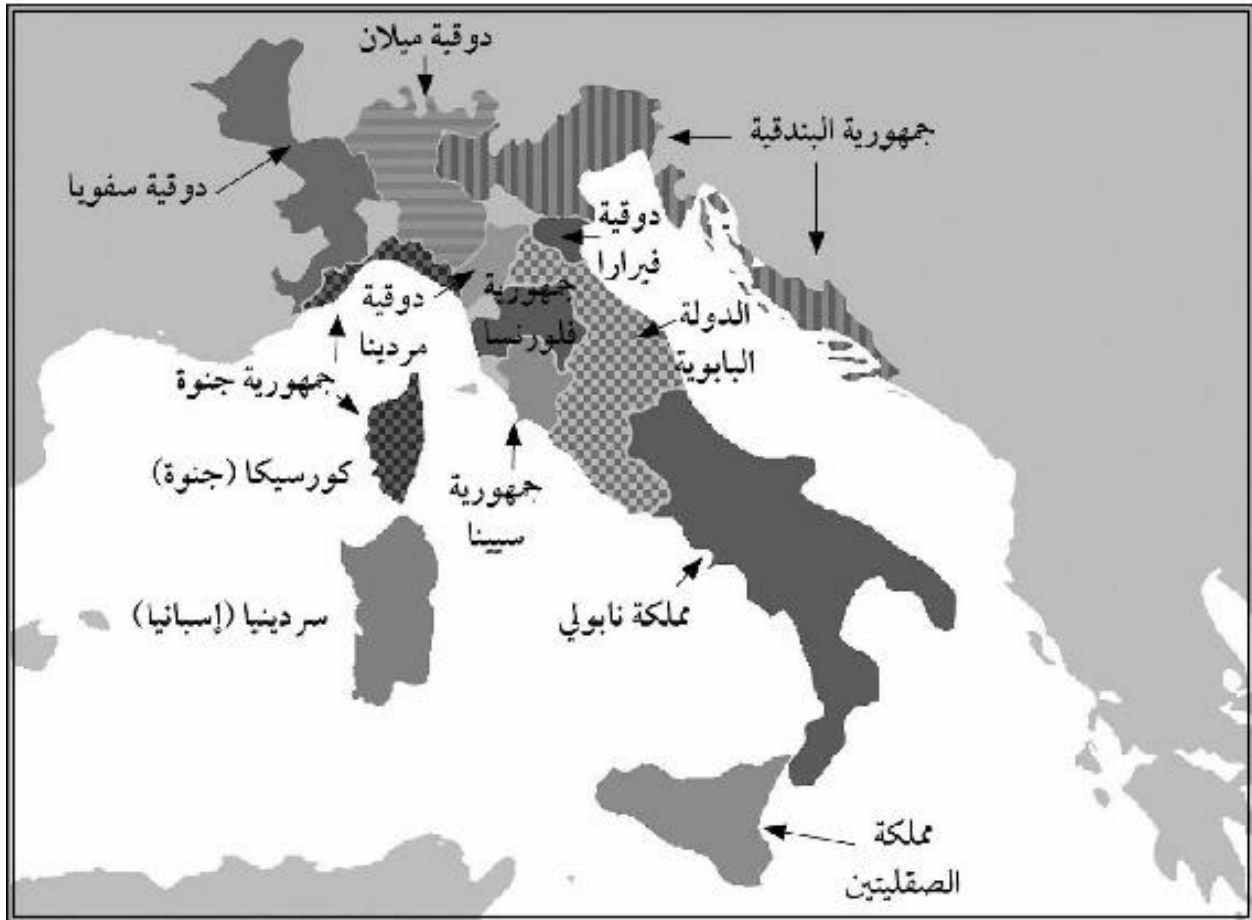 دوقية ميلان
جمهورية البندقية
دوقية سفويا
دوقية
فيرارا
جمهورية
فلورنسا
دوقية
مردينا
الدولة
البابوية
جمهورية جنوة
كورسيكا (جنوة)
جمهورية
سيينا
مملكة نابولي
سردينيا (إسبانيا)
مملكة
الصقليتين